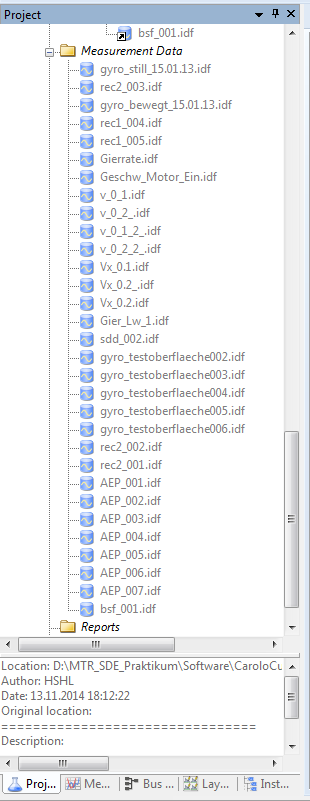 Project
bsf_001.idf
Measurement Data
gyro_still_15.01.13.idf
rec2_003.idf
gyro_bewegt_15.01.13.idf
rec1_004.idf
rec1_005.idf
Gierrate.idf
Geschw_Motor_Ein.idf
v_0_1.idf
v_0_2_.idf
v_0_1_2_.idf
v_0_2_2_.idf
Vx_0.1.idf
Vx_0.2_.idf
Vx_0.2.idf
Gier_Lw_1.idf
sdd_002.idf
gyro_testoberflaeche002.idf
gyro_testoberflaeche003.idf
gyro_testoberflaeche004.idf
gyro_testoberflaeche005.idf
gyro_testoberflaeche006.idf
rec2_002.idf
rec2_001.idf
AEP_001.idf
AEP_002.idf
AEP_003.idf
AEP_004.idf
AEP_005.idf
AEP_006.idf
AEP_007.idf
bsf_001.idf
Reports
Location: D:\MTR_SDE_Praktikum\Software\CaroloCu
Author: HSHL
Date: 13.11.2014 18:12:22
Original location:
===================================
Description:
Proj... Me... Bus ... Lay... Inst...